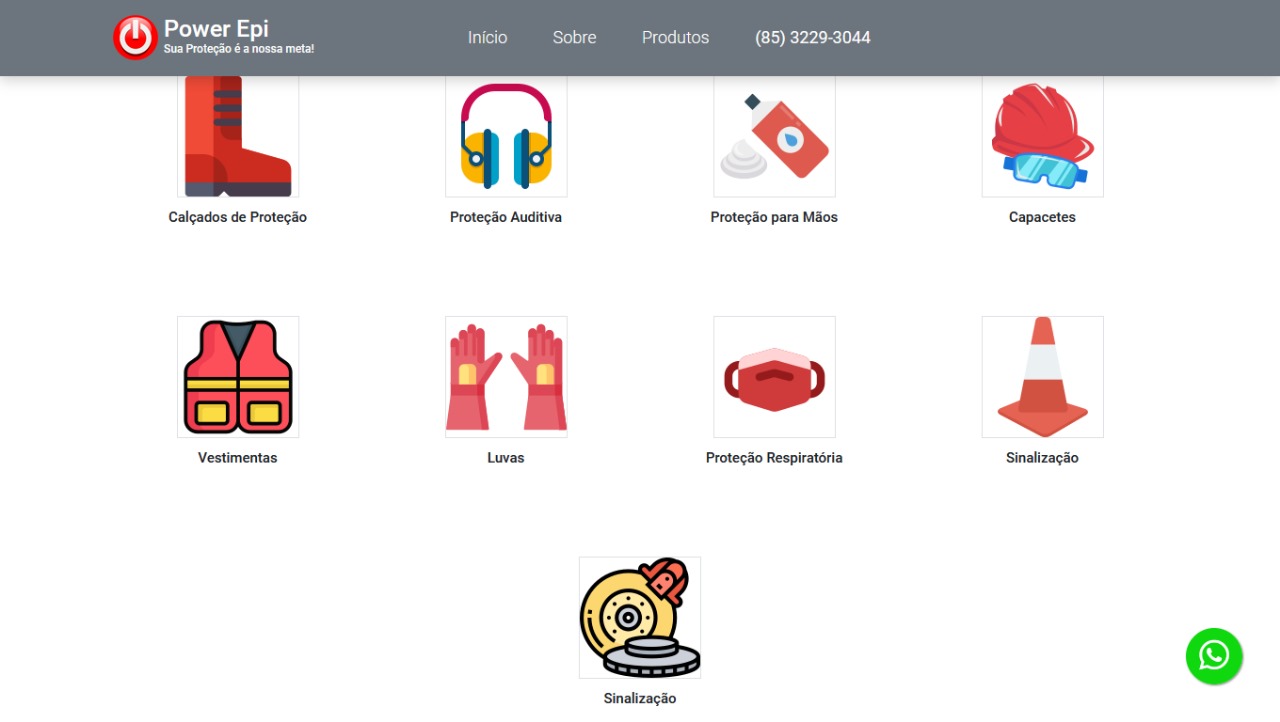 Power Epi
Sua Proteção é a nossa meta!
Início
Sobre
Produtos
(85) 3229-3044
Calçados de Proteção
Proteção Auditiva
Proteção para Mãos
Capacetes
Vestimentas
Luvas
Proteção Respiratória
Sinalização
Sinalização